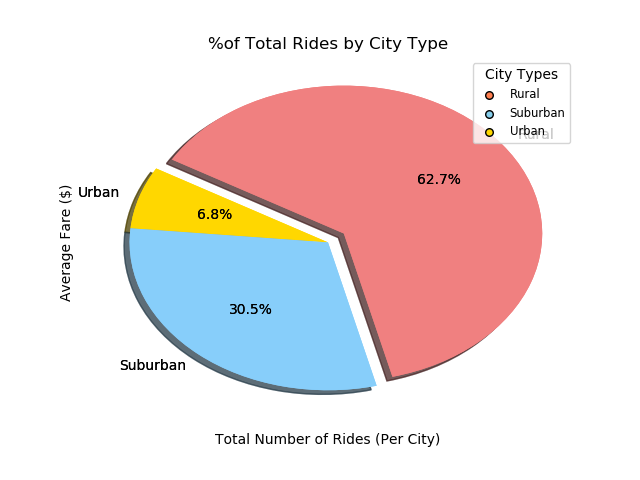 %of Total Rides by City Type
City Types
Rural
Suburban
Urban
Rural
62.7%
Urban
6.8%
30.5%
Suburban
Average Fare ($)
Total Number of Rides (Per City)